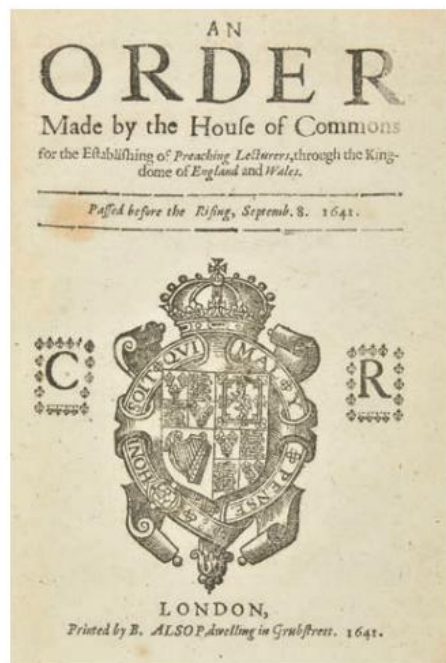 AN
ORDER
Made by the Houſe of Commons
for the Eſtabliſhing of Preaching Lecturers, through the King-
dome of England and Wales.
Paſſed before the Riſing, Septemb. 8. 1641.
C R
HONI SOIT QVI MAL Y PENSE
LONDON,
Printed by B. ALSOP, dwelling in Grubſtreet. 1641.